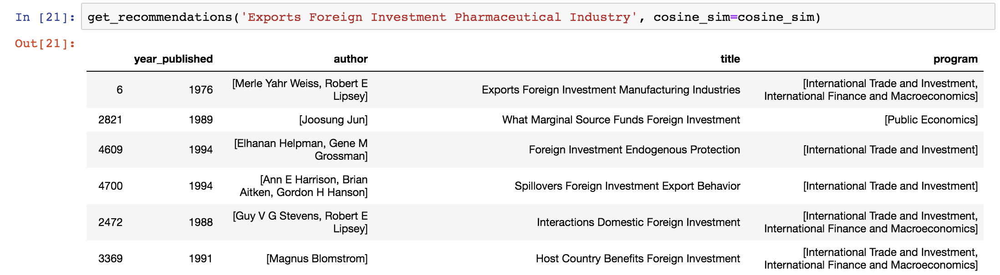 In [21]: get_recommendations('Exports Foreign Investment Pharmaceutical Industry', cosine_sim=cosine_sim)
Out[21]:
year_published author title program
6 1976 [Merle Yahr Weiss, Robert E Lipsey] Exports Foreign Investment Manufacturing Industries [International Trade and Investment, International Finance and Macroeconomics]
2821 1989 [Joosung Jun] What Marginal Source Funds Foreign Investment [Public Economics]
4609 1994 [Elhanan Helpman, Gene M Grossman] Foreign Investment Endogenous Protection [International Trade and Investment]
4700 1994 [Ann E Harrison, Brian Aitken, Gordon H Hanson] Spillovers Foreign Investment Export Behavior [International Trade and Investment]
2472 1988 [Guy V G Stevens, Robert E Lipsey] Interactions Domestic Foreign Investment [International Trade and Investment, International Finance and Macroeconomics]
3369 1991 [Magnus Blomstrom] Host Country Benefits Foreign Investment [International Trade and Investment, International Finance and Macroeconomics]